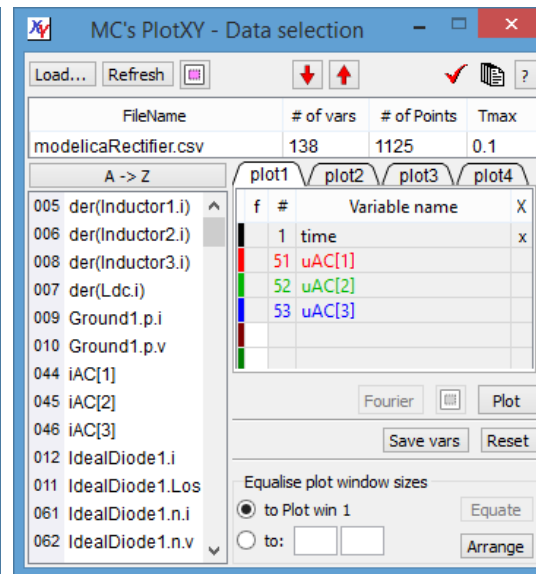 MC's PlotXY - Data selection
Load... Refresh ?
FileName # of vars # of Points Tmax
modelicaRectifier.csv 138 1125 0.1
A -> Z
005 der(Inductor1.i)
006 der(Inductor2.i)
008 der(Inductor3.i)
007 der(Ldc.i)
009 Ground1.p.i
010 Ground1.p.v
044 iAC[1]
045 iAC[2]
046 iAC[3]
012 IdealDiode1.i
011 IdealDiode1.Los
061 IdealDiode1.n.i
062 IdealDiode1.n.v
plot1 plot2 plot3 plot4
f # Variable name X
1 time x
51 uAC[1]
52 uAC[2]
53 uAC[3]
Fourier Plot
Save vars Reset
Equalise plot window sizes
to Plot win 1 Equate
to: Arrange